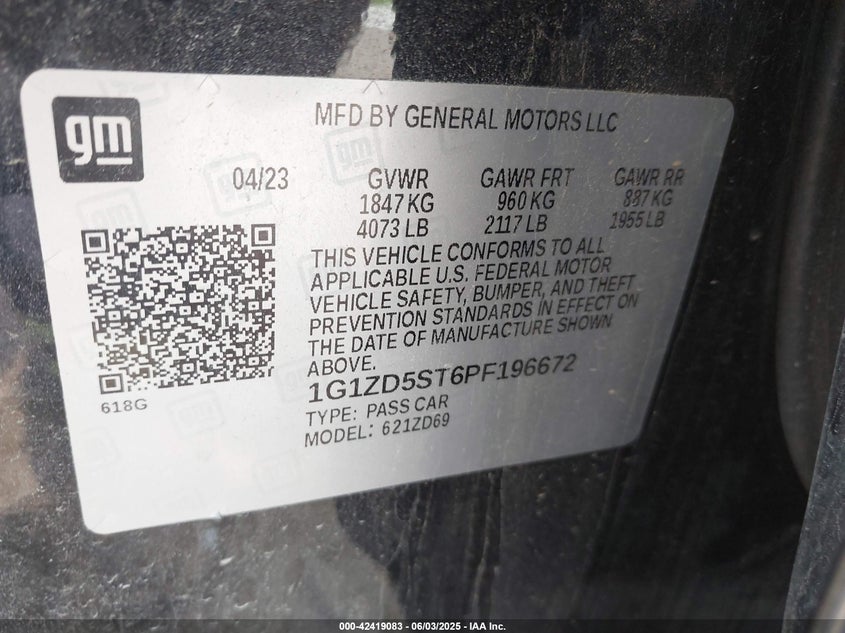 gm
MFD BY GENERAL MOTORS LLC
04/23 GVWR GAWR FRT GAWR RR
1847 KG 960 KG 887 KG
4073 LB 2117 LB 1955 LB
THIS VEHICLE CONFORMS TO ALL
APPLICABLE U.S. FEDERAL MOTOR
VEHICLE SAFETY, BUMPER, AND THEFT
PREVENTION STANDARDS IN EFFECT ON
THE DATE OF MANUFACTURE SHOWN
ABOVE.
1G1ZD5ST6PF196672
TYPE: PASS CAR
MODEL: 621ZD69
618G
000-42419083 - 06/03/2025 - IAA Inc.